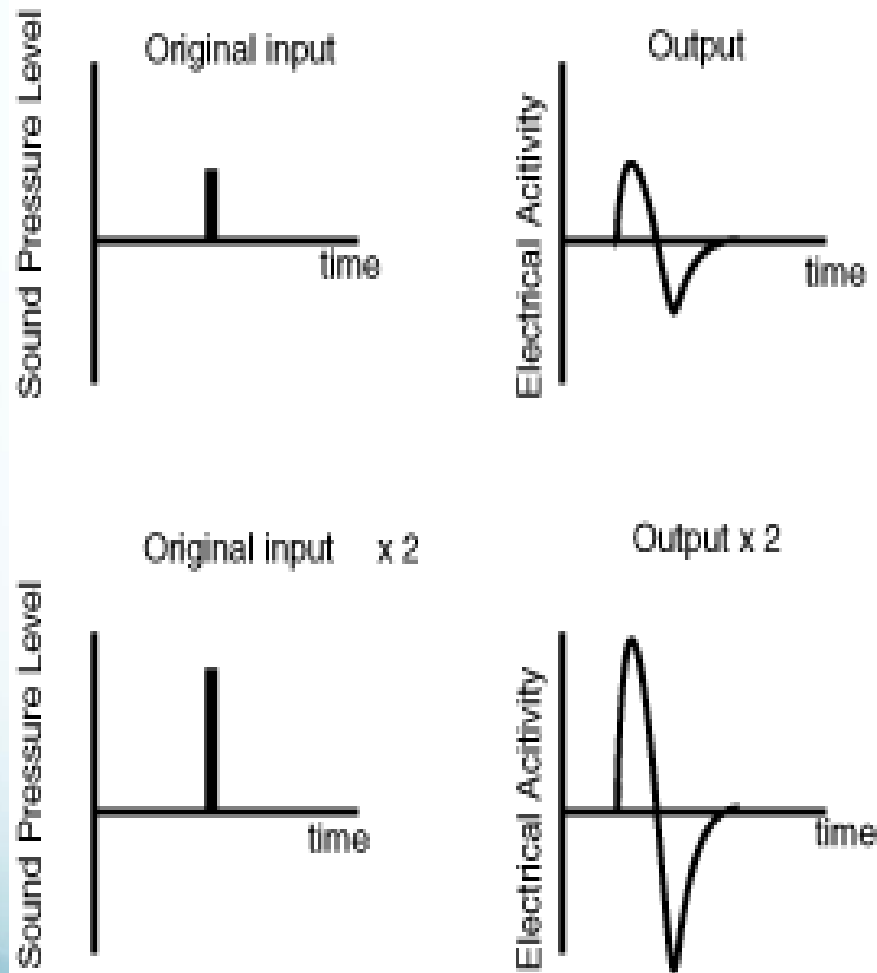 Original input
Output
Sound Pressure Level
time
Electrical Acitivity
time
Original input x 2
Output x 2
Sound Pressure Level
time
Electrical Acitivity
time